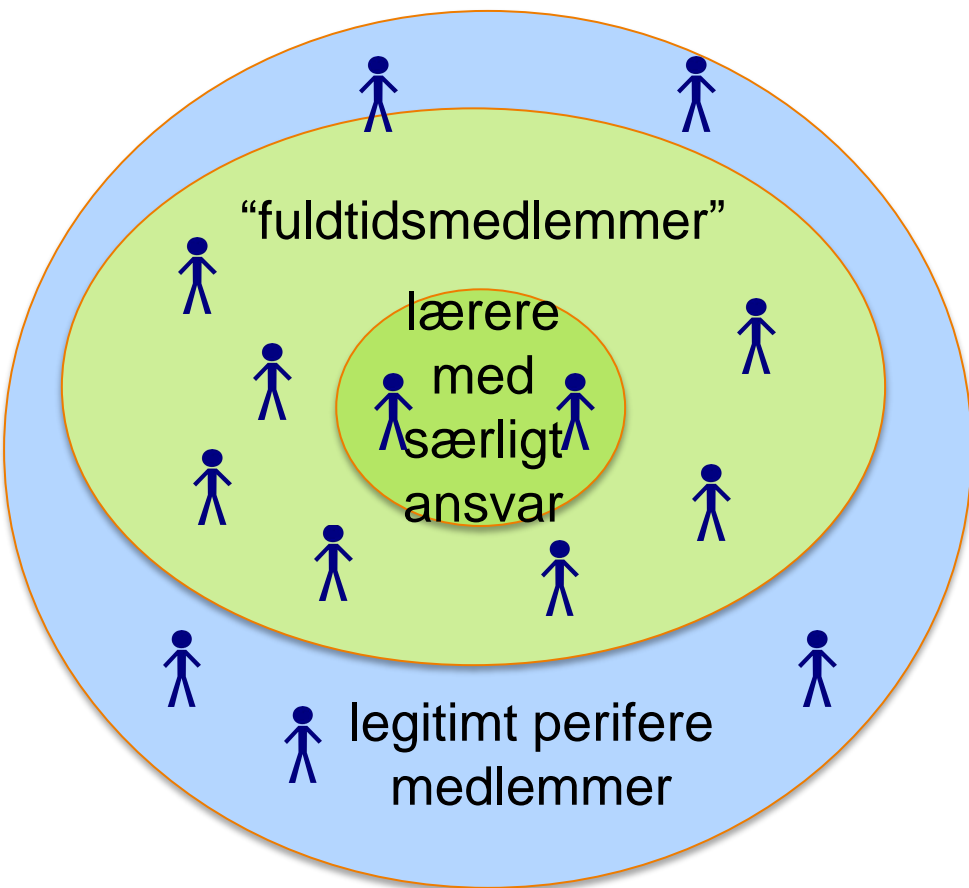 “fuldtidsmedlemmer”
lærere
med
særligt
ansvar
legitimt perifere
medlemmer